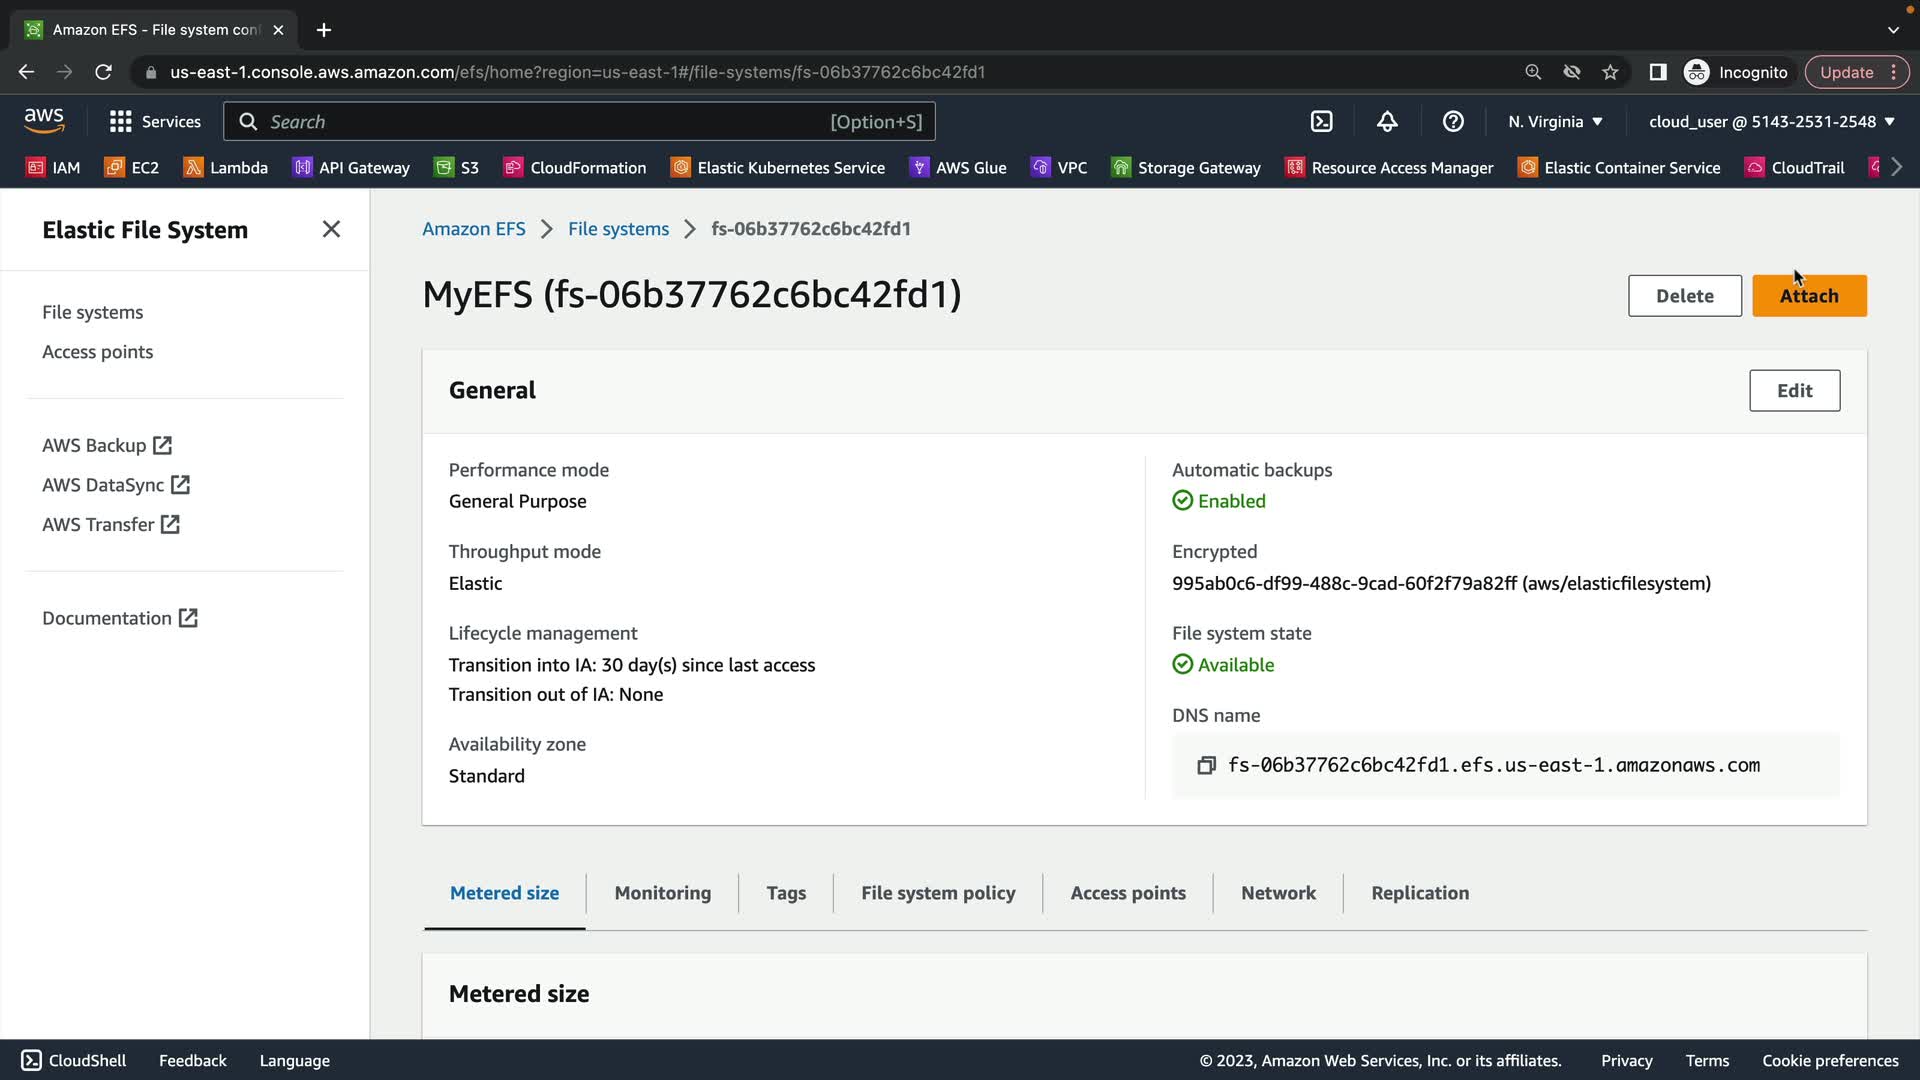 Amazon EFS - File system con
us-east-1.console.aws.amazon.com/efs/home?region=us-east-1#/file-systems/fs-06b37762c6bc42fd1
Incognito
Update
aws
Services
Search
[Option+S]
N. Virginia
cloud_user @ 5143-2531-2548
IAM
EC2
Lambda
API Gateway
S3
CloudFormation
Elastic Kubernetes Service
AWS Glue
VPC
Storage Gateway
Resource Access Manager
Elastic Container Service
CloudTrail
Elastic File System
File systems
Access points
AWS Backup
AWS DataSync
AWS Transfer
Documentation
Amazon EFS
File systems
fs-06b37762c6bc42fd1
MyEFS (fs-06b37762c6bc42fd1)
Delete
Attach
General
Edit
Performance mode
General Purpose
Throughput mode
Elastic
Lifecycle management
Transition into IA: 30 day(s) since last access
Transition out of IA: None
Availability zone
Standard
Automatic backups
Enabled
Encrypted
995ab0c6-df99-488c-9cad-60f2f79a82ff (aws/elasticfilesystem)
File system state
Available
DNS name
fs-06b37762c6bc42fd1.efs.us-east-1.amazonaws.com
Metered size
Monitoring
Tags
File system policy
Access points
Network
Replication
Metered size
CloudShell
Feedback
Language
© 2023, Amazon Web Services, Inc. or its affiliates.
Privacy
Terms
Cookie preferences